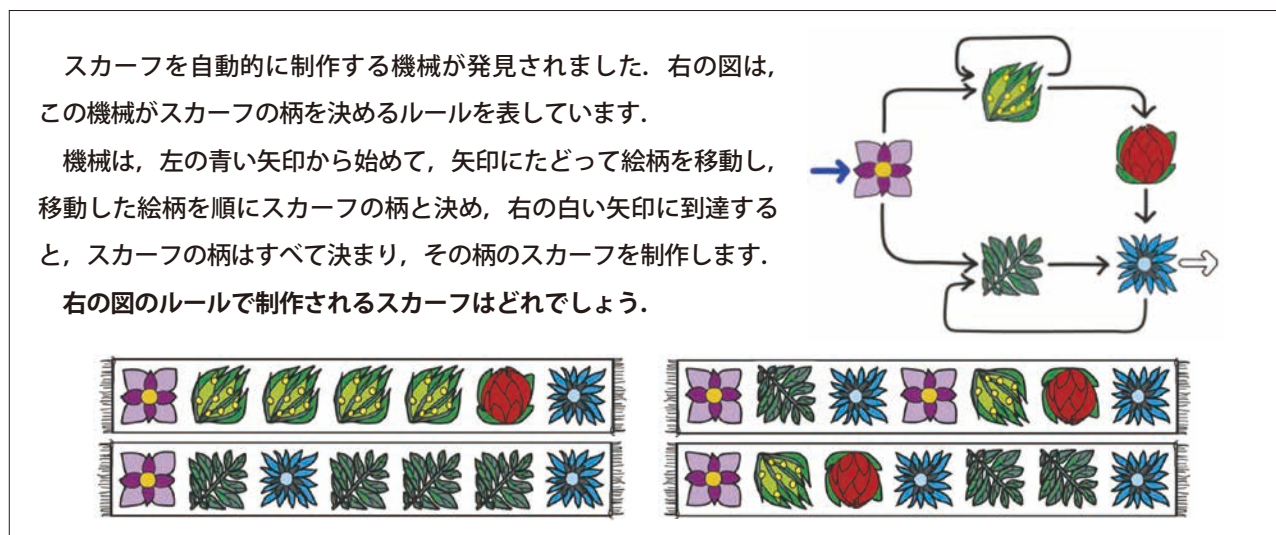 スカーフを自動的に制作する機械が発見されました．右の図は，
この機械がスカーフの柄を決めるルールを表しています．
機械は，左の青い矢印から始めて，矢印にたどって絵柄を移動し，
移動した絵柄を順にスカーフの柄と決め，右の白い矢印に到達する
と，スカーフの柄はすべて決まり，その柄のスカーフを制作します．
右の図のルールで制作されるスカーフはどれでしょう．